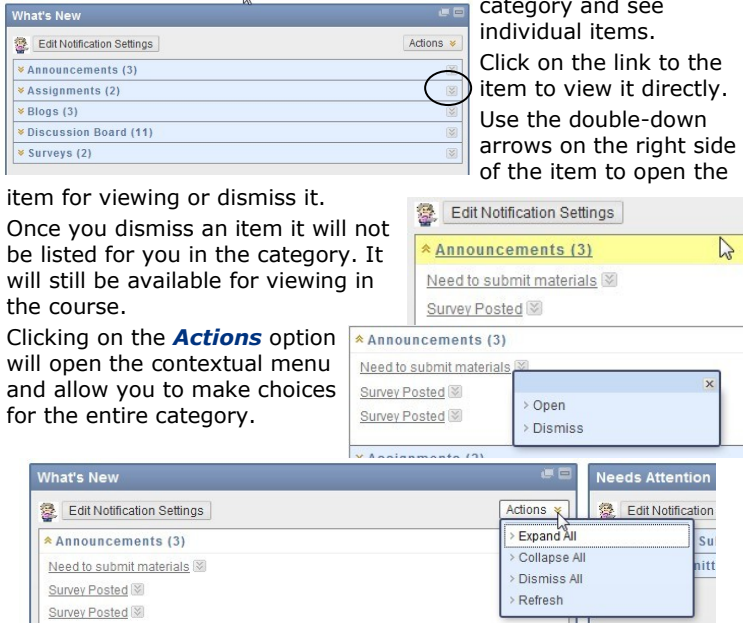 What's New
Edit Notification Settings
Actions
Announcements (3)
Assignments (2)
Blogs (3)
Discussion Board (11)
Surveys (2)
category and see
individual items.
Click on the link to the
item to view it directly.
Use the double-down
arrows on the right side
of the item to open the
item for viewing or dismiss it.
Once you dismiss an item it will not
be listed for you in the category. It
will still be available for viewing in
the course.
Clicking on the Actions option
will open the contextual menu
and allow you to make choices
for the entire category.
Edit Notification Settings
Announcements (3)
Need to submit materials
Survey Posted
Announcements (3)
Need to submit materials
Survey Posted
Survey Posted
> Open
> Dismiss
Assignments (2)
What's New
Edit Notification Settings
Actions
Announcements (3)
Need to submit materials
Survey Posted
Survey Posted
> Expand All
> Collapse All
> Dismiss All
> Refresh
Needs Attention
Edit Notification
Su
nitt